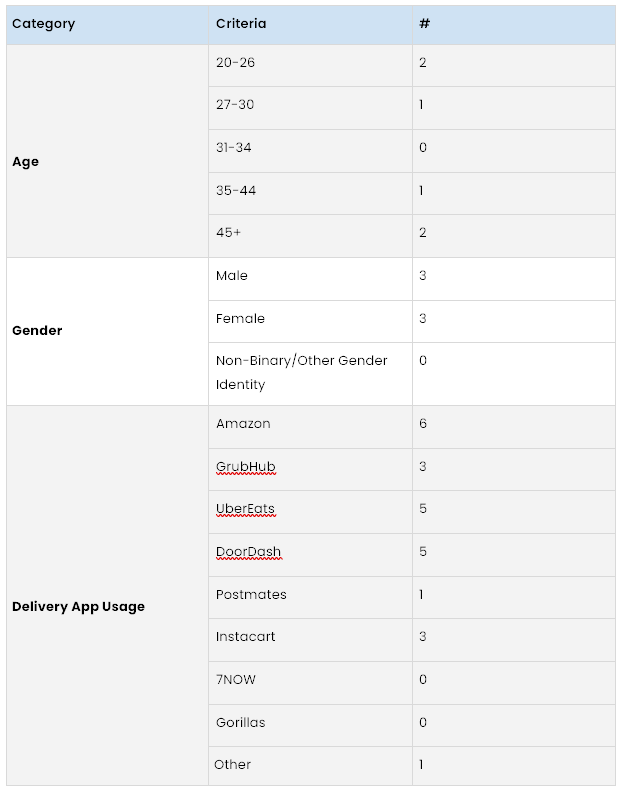 Category Criteria #
20-26 2
27-30 1
31-34 0
Age
35-44 1
45+ 2
Male 3
Female 3
Gender
Non-Binary/Other Gender 0
Identity
Amazon 6
GrubHub 3
UberEats 5
DoorDash 5
Postmates 1
Delivery App Usage
Instacart 3
7NOW 0
Gorillas 0
Other 1